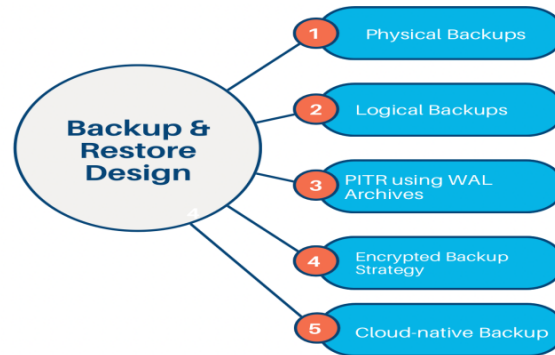 Backup &
Restore
Design
4
1
Physical Backups
2
Logical Backups
3
PITR using WAL
Archives
4
Encrypted Backup
Strategy
5
Cloud-native Backup